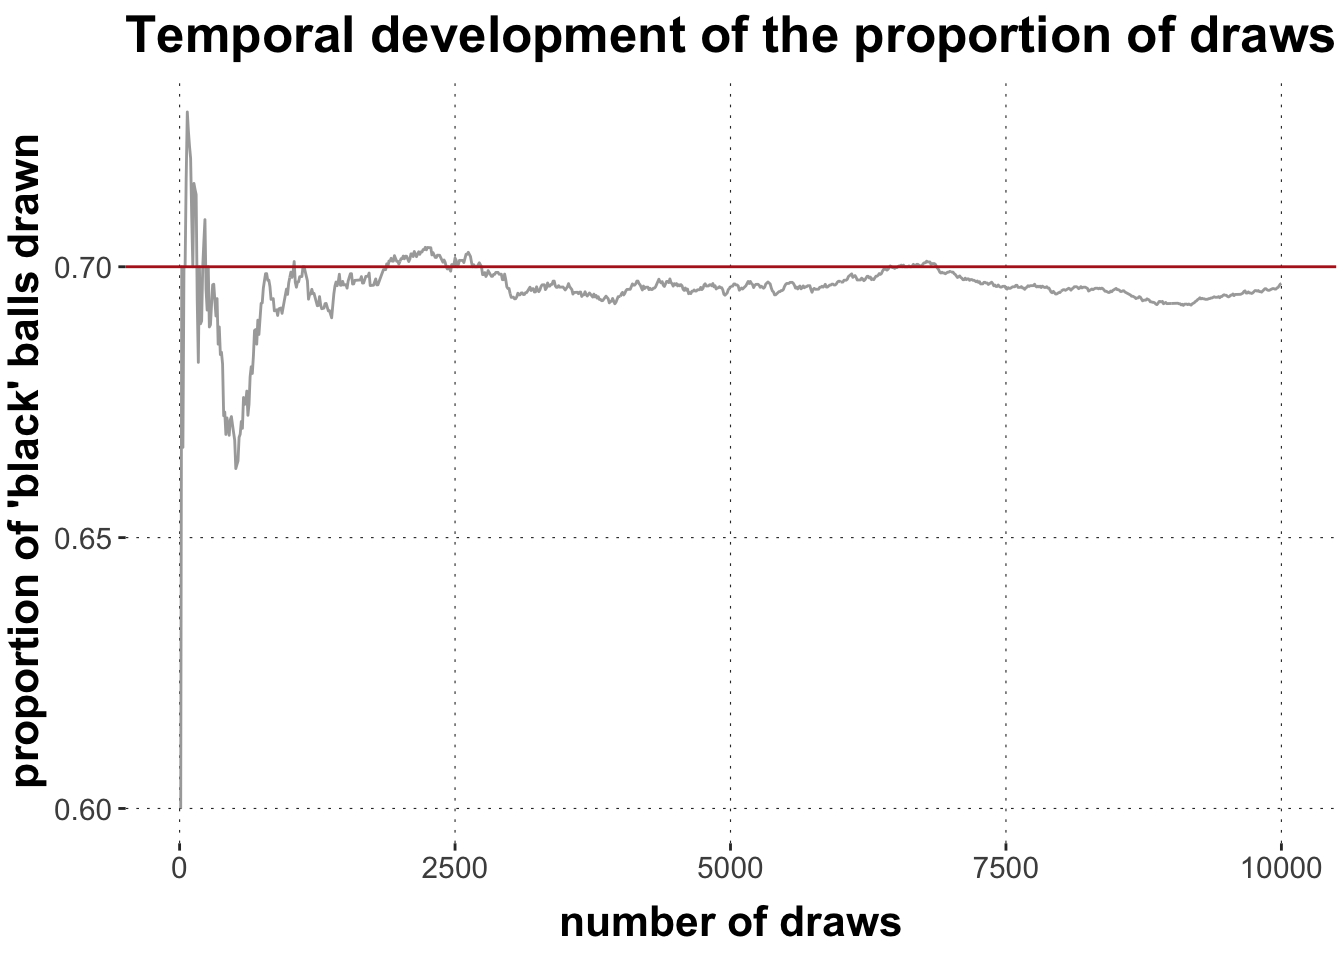 Temporal development of the proportion of draws
proportion of 'black' balls drawn
0.70
0.65
0.60
0
2500
5000
7500
10000
number of draws